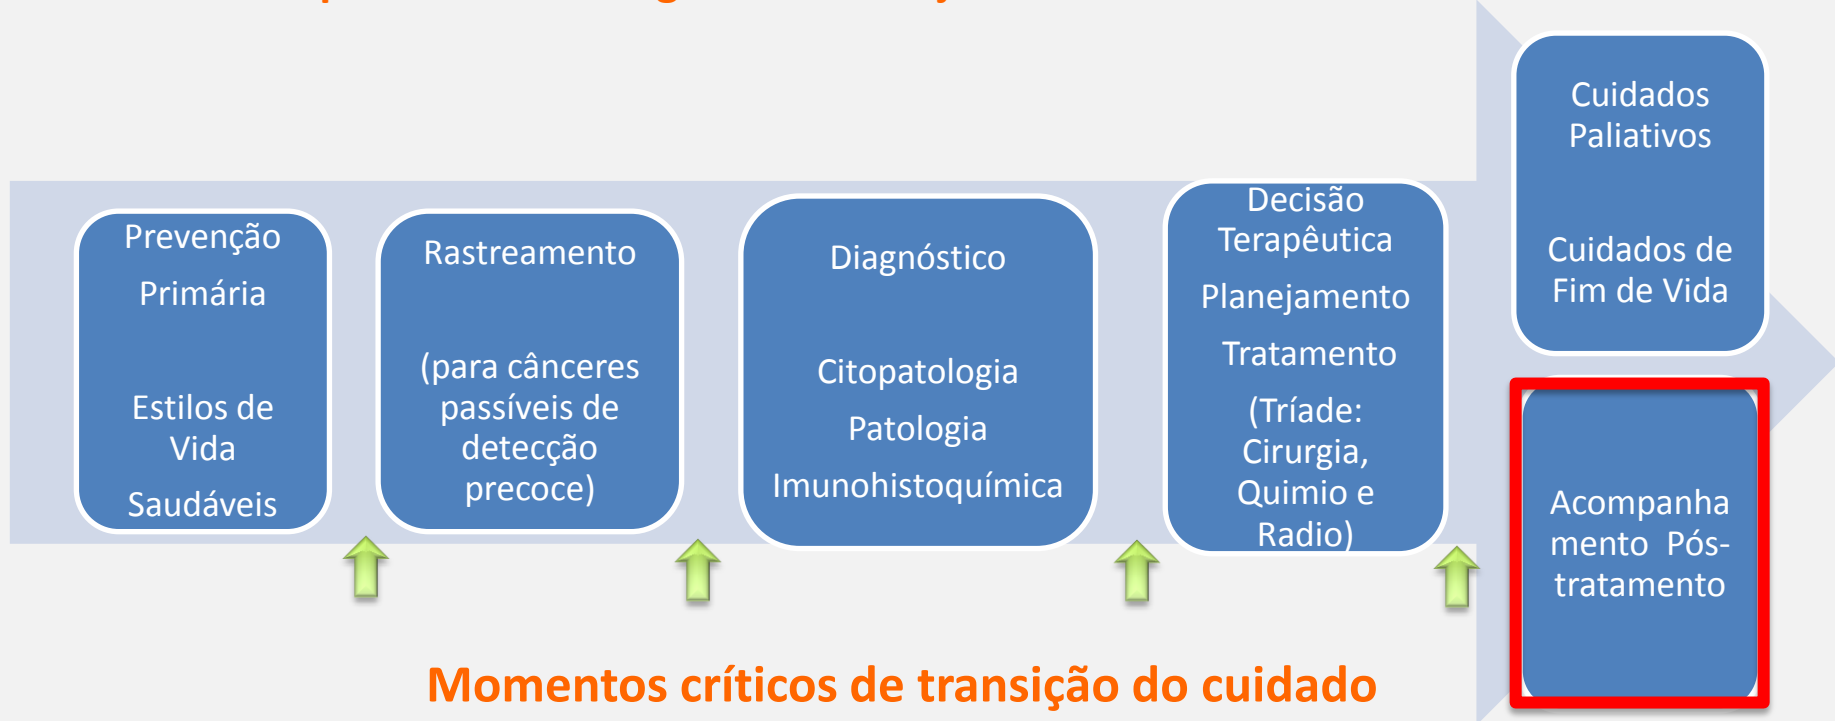 Prevenção
Primária
Estilos de
Vida
Saudáveis
Rastreamento
(para cânceres
passíveis de
detecção
precoce)
Diagnóstico
Citopatologia
Patologia
Imunohistoquímica
Decisão
Terapêutica
Planejamento
Tratamento
(Tríade:
Cirurgia,
Quimio e
Radio)
Cuidados
Paliativos
Cuidados de
Fim de Vida
Acompanha
mento Pós-
tratamento
Momentos críticos de transição do cuidado